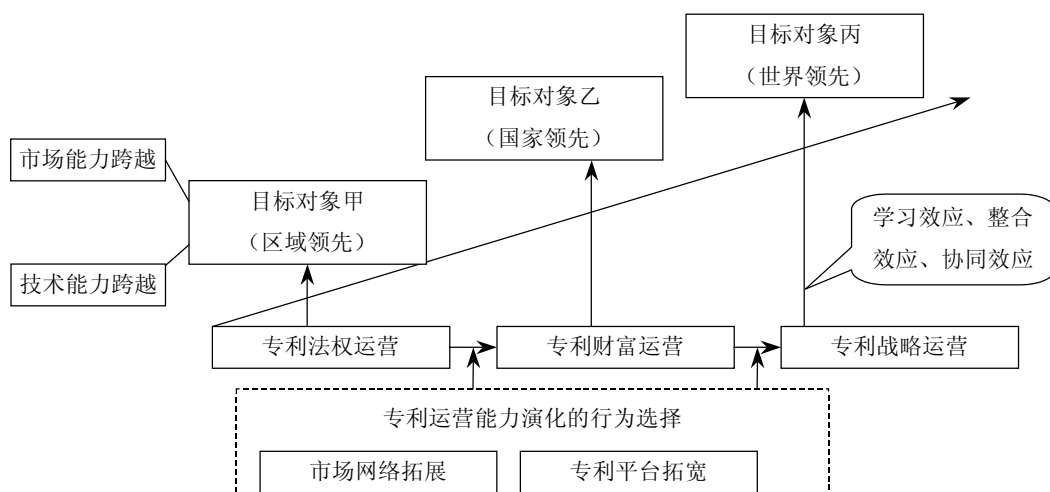 目标对象丙
（世界领先）
目标对象乙
（国家领先）
市场能力跨越
目标对象甲
（区域领先）
技术能力跨越
学习效应、整合
效应、协同效应
专利法权运营
专利财富运营
专利战略运营
专利运营能力演化的行为选择
市场网络拓展
专利平台拓宽